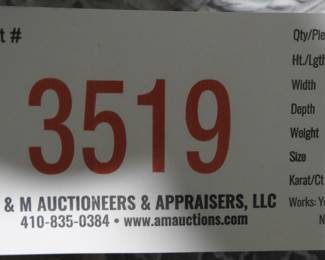 t #
3519
& M AUCTIONEERS & APPRAISERS, LLC
410-835-0384 • www.amauctions.com
Qty/Pie
Ht./Lgth
Width
Depth
Weight
Size
Karat/Ct
Works: Y
N